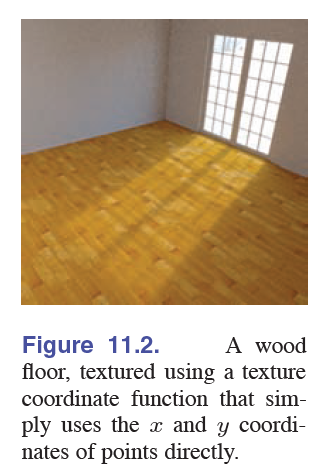 Figure 11.2. A wood
floor, textured using a texture
coordinate function that sim-
ply uses the x and y coordi-
nates of points directly.